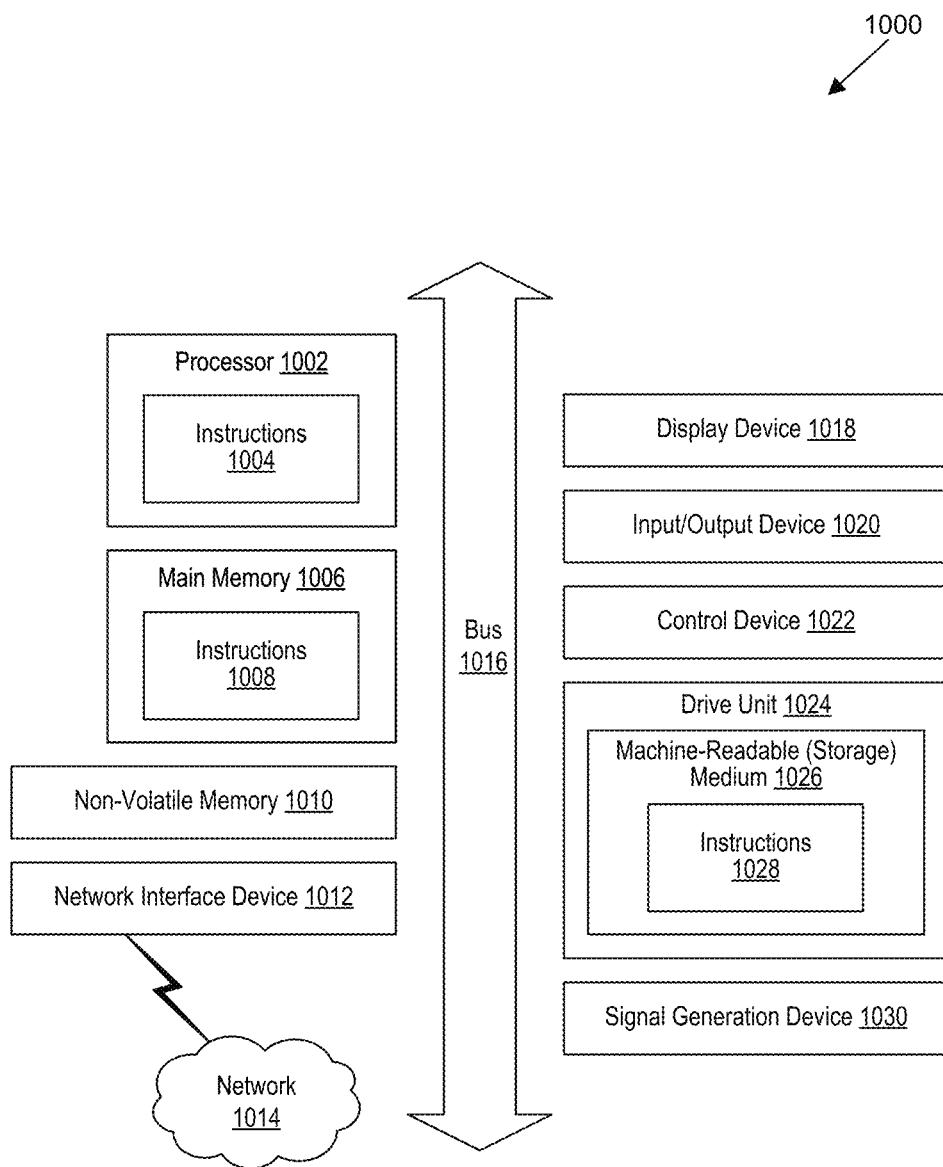 1000
Processor 1002
Instructions
1004
Main Memory 1006
Instructions
1008
Non-Volatile Memory 1010
Network Interface Device 1012
Network
1014
Bus
1016
Display Device 1018
Input/Output Device 1020
Control Device 1022
Drive Unit 1024
Machine-Readable (Storage)
Medium 1026
Instructions
1028
Signal Generation Device 1030